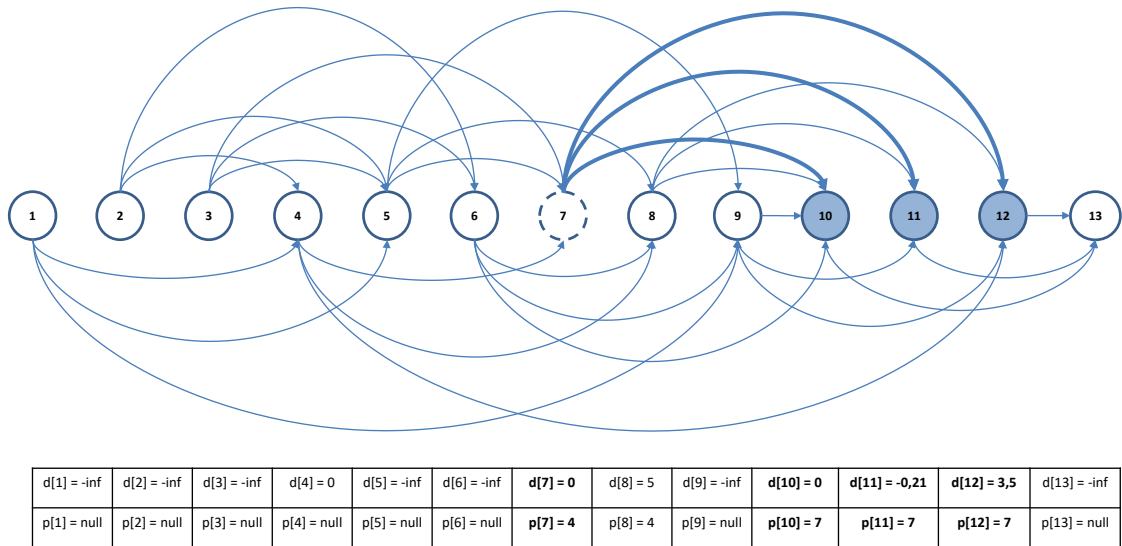 1 2 3 4 5 6 7 8 9 10 11 12 13
d[1] = -inf d[2] = -inf d[3] = -inf d[4] = 0 d[5] = -inf d[6] = -inf d[7] = 0 d[8] = 5 d[9] = -inf d[10] = 0 d[11] = -0,21 d[12] = 3,5 d[13] = -inf
p[1] = null p[2] = null p[3] = null p[4] = null p[5] = null p[6] = null p[7] = 4 p[8] = 4 p[9] = null p[10] = 7 p[11] = 7 p[12] = 7 p[13] = null